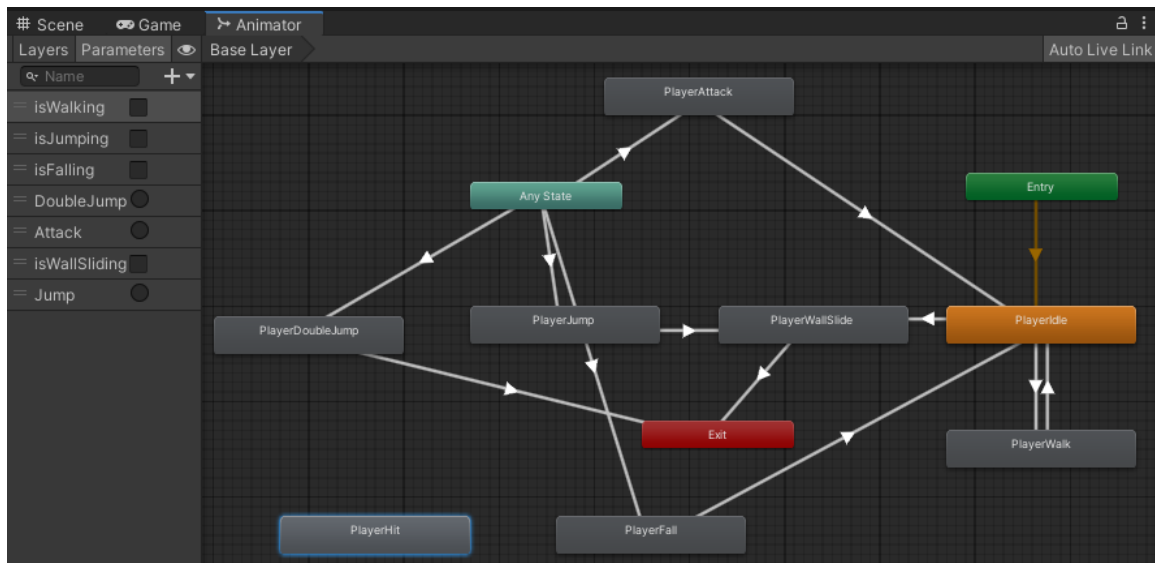 Scene Game Animator
Layers Parameters Base Layer Auto Live Link
Name
isWalking
isJumping
isFalling
DoubleJump
Attack
isWallSliding
Jump
PlayerAttack
Any State
Entry
PlayerDoubleJump
PlayerJump
PlayerWallSlide
PlayerIdle
Exit
PlayerWalk
PlayerHit
PlayerFall